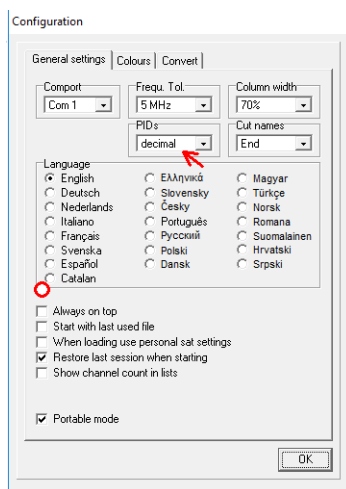 Configuration
General settings Colours Convert
Comport Frequ. Tol. Column width
Com 1 5 MHz 70%
PIDs Cut names
decimal End
Language
English Ελληνικά Magyar
Deutsch Slovensky Türkçe
Nederlands Česky Norsk
Italiano Português Romana
Français Русский Suomalainen
Svenska Polski Hrvatski
Español Dansk Srpski
Catalan
Always on top
Start with last used file
When loading use personal sat settings
Restore last session when starting
Show channel count in lists
Portable mode
OK